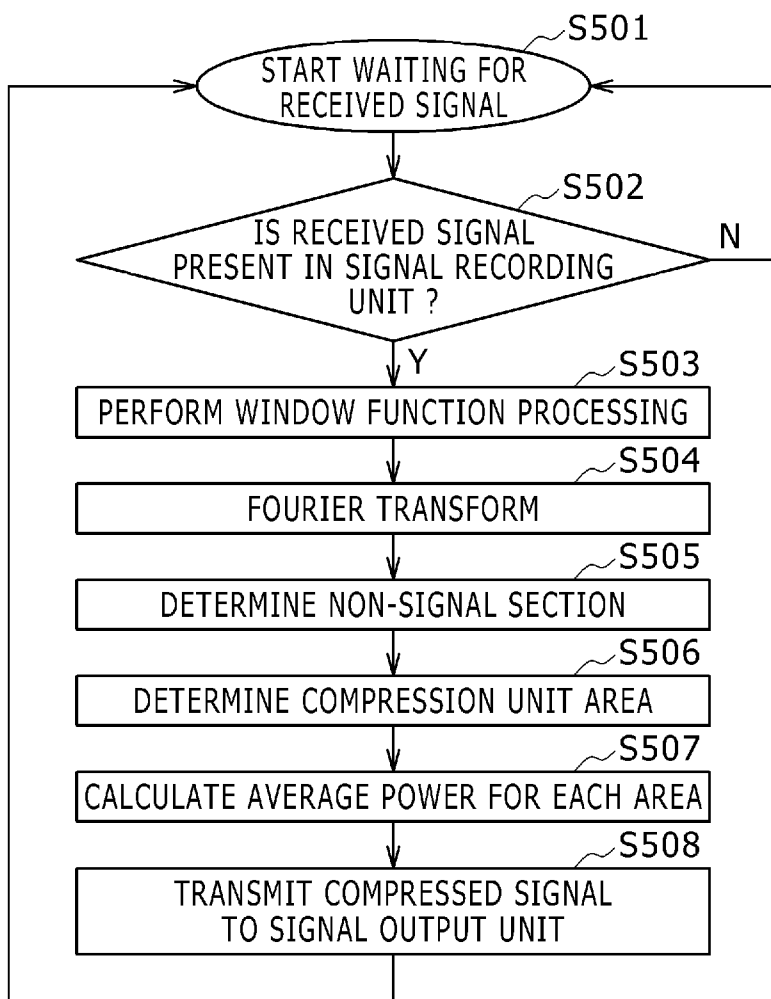 S501
START WAITING FOR
RECEIVED SIGNAL
S502
IS RECEIVED SIGNAL
PRESENT IN SIGNAL RECORDING
UNIT ?
N
Y
S503
PERFORM WINDOW FUNCTION PROCESSING
S504
FOURIER TRANSFORM
S505
DETERMINE NON-SIGNAL SECTION
S506
DETERMINE COMPRESSION UNIT AREA
S507
CALCULATE AVERAGE POWER FOR EACH AREA
S508
TRANSMIT COMPRESSED SIGNAL
TO SIGNAL OUTPUT UNIT